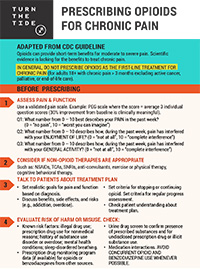 TURN
THE
TIDE
PRESCRIBING OPIOIDS
FOR CHRONIC PAIN
ADAPTED FROM CDC GUIDELINE
Opioids can provide short-term benefits for moderate to severe pain. Scientific
evidence is lacking for the benefits to treat chronic pain.
IN GENERAL, DO NOT PRESCRIBE OPIOIDS AS THE FIRST-LINE TREATMENT FOR
CHRONIC PAIN (for adults 18+ with chronic pain > 3 months excluding active cancer,
palliative, or end of life care).
BEFORE PRESCRIBING
1 ASSESS PAIN & FUNCTION
Use a validated pain scale. Example: PEG scale where the score = average 3 individual
question scores (30% improvement from baseline is clinically meaningful).
Q1: What number from 0 – 10 best describes your PAIN in the past week?
(0 = "no pain", 10 = "worst you can imagine")
Q2: What number from 0 – 10 describes how, during the past week, pain has interfered
with your ENJOYMENT OF LIFE? (0 = "not at all", 10 = "complete interference")
Q3: What number from 0 – 10 describes how, during the past week, pain has interfered
with your GENERAL ACTIVITY? (0 = "not at all", 10 = "complete interference")
2 CONSIDER IF NON-OPIOID THERAPIES ARE APPROPRIATE
Such as: NSAIDs, TCAs, SNRIs, anti-convulsants, exercise or physical therapy,
cognitive behavioral therapy.
3 TALK TO PATIENTS ABOUT TREATMENT PLAN
• Set realistic goals for pain and function
based on diagnosis.
• Discuss benefits, side effects, and risks
(e.g., addiction, overdose).
• Set criteria for stopping or continuing
opioid. Set criteria for regular progress
assessment.
• Check patient understanding about
treatment plan.
4 EVALUATE RISK OF HARM OR MISUSE. CHECK:
• Known risk factors: illegal drug use;
prescription drug use for nonmedical
reasons; history of substance use
disorder or overdose; mental health
conditions; sleep-disordered breathing.
• Prescription drug monitoring program
data (if available) for opioids or
benzodiazepines from other sources.
• Urine drug screen to confirm presence
of prescribed substances and for
undisclosed prescription drug or illicit
substance use.
• Medication interactions. AVOID
CONCURRENT OPIOID AND
BENZODIAZEPINE USE WHENEVER
POSSIBLE.